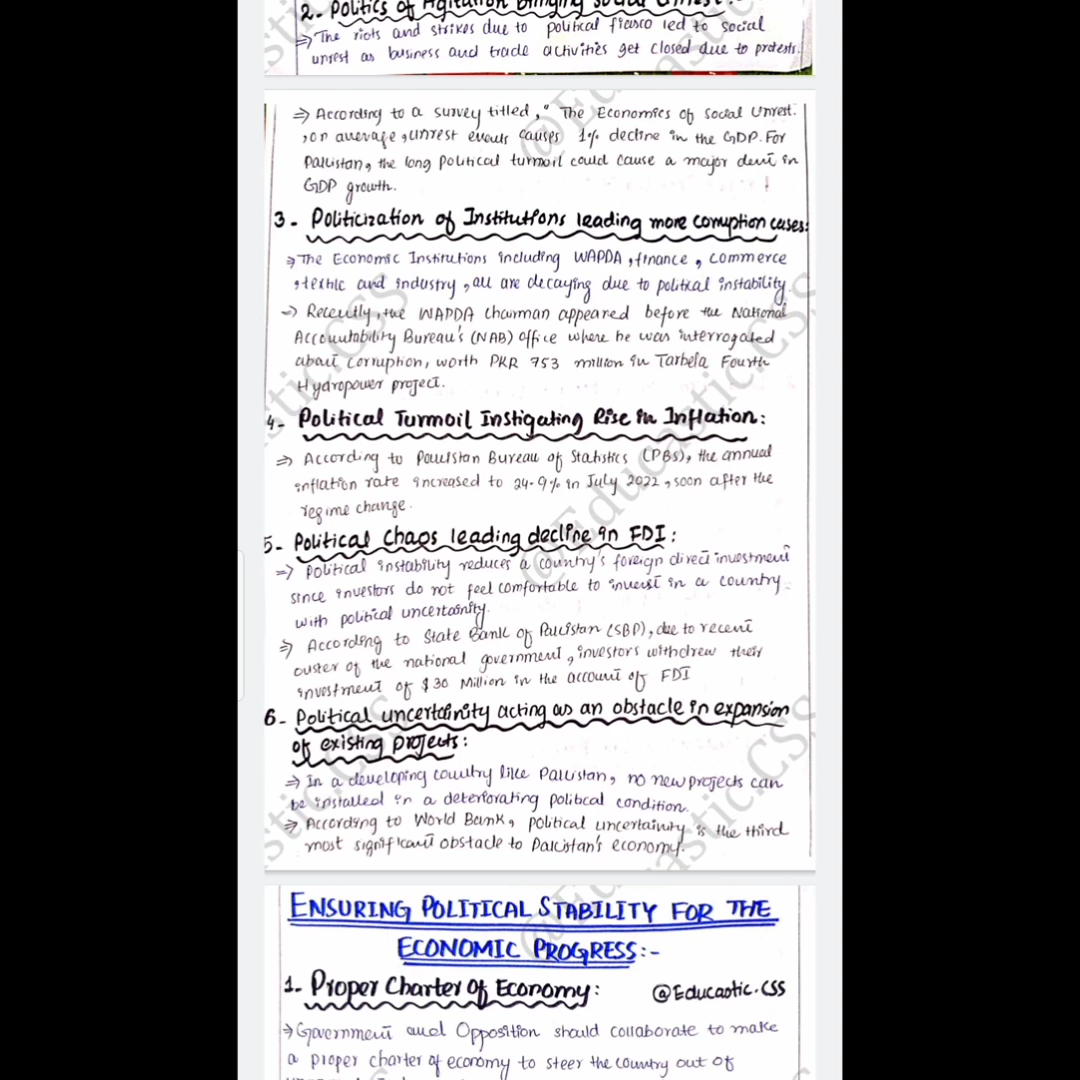 2- Politics of Agitation Bringing Social Unrest:
⇒ The riots and strikes due to political fiasco led to social
unrest as business and trade activities get closed due to protests.
⇒ According to a survey titled, " The Economics of Social Unrest.
, on average, unrest events causes 1% decline in the GDP. For
Pakistan, the long political turmoil could cause a major dent in
GDP growth.
3- Politicization of Institutions leading more corruption cases:
⇒ The Economic Institutions including WAPDA, finance, commerce
, textile and industry, all are decaying due to political instability.
⇒ Recently, the WAPDA chairman appeared before the National
Accountability Bureau's (NAB) office where he was interrogated
about corruption, worth PKR 753 million in Tarbela Fourth
Hydropower project.
4- Political Turmoil Instigating Rise in Inflation:
⇒ According to Pakistan Bureau of Statistics (PBS), the annual
inflation rate increased to 24.9% in July 2022, soon after the
regime change.
5- Political Chaos leading decline in FDI:
⇒ Political instability reduces a country's foreign direct investment
since investors do not feel comfortable to invest in a country
with political uncertainity.
⇒ According to State Bank of Pakistan (SBP), due to recent
ouster of the national government, investors withdrew their
investment of $30 Million in the account of FDI
6- Political uncertainity acting as an obstacle in expansion
of existing projects:
⇒ In a developing country like Pakistan, no new projects can
be installed in a deteriorating political condition.
⇒ According to World Bank, political uncertainity is the third
most significant obstacle to Pakistan's economy.
ENSURING POLITICAL STABILITY FOR THE
ECONOMIC PROGRESS:-
1- Proper Charter Of Economy: @Educastic.CSS
⇒ Government and Opposition should collaborate to make
a proper charter of economy to steer the country out of